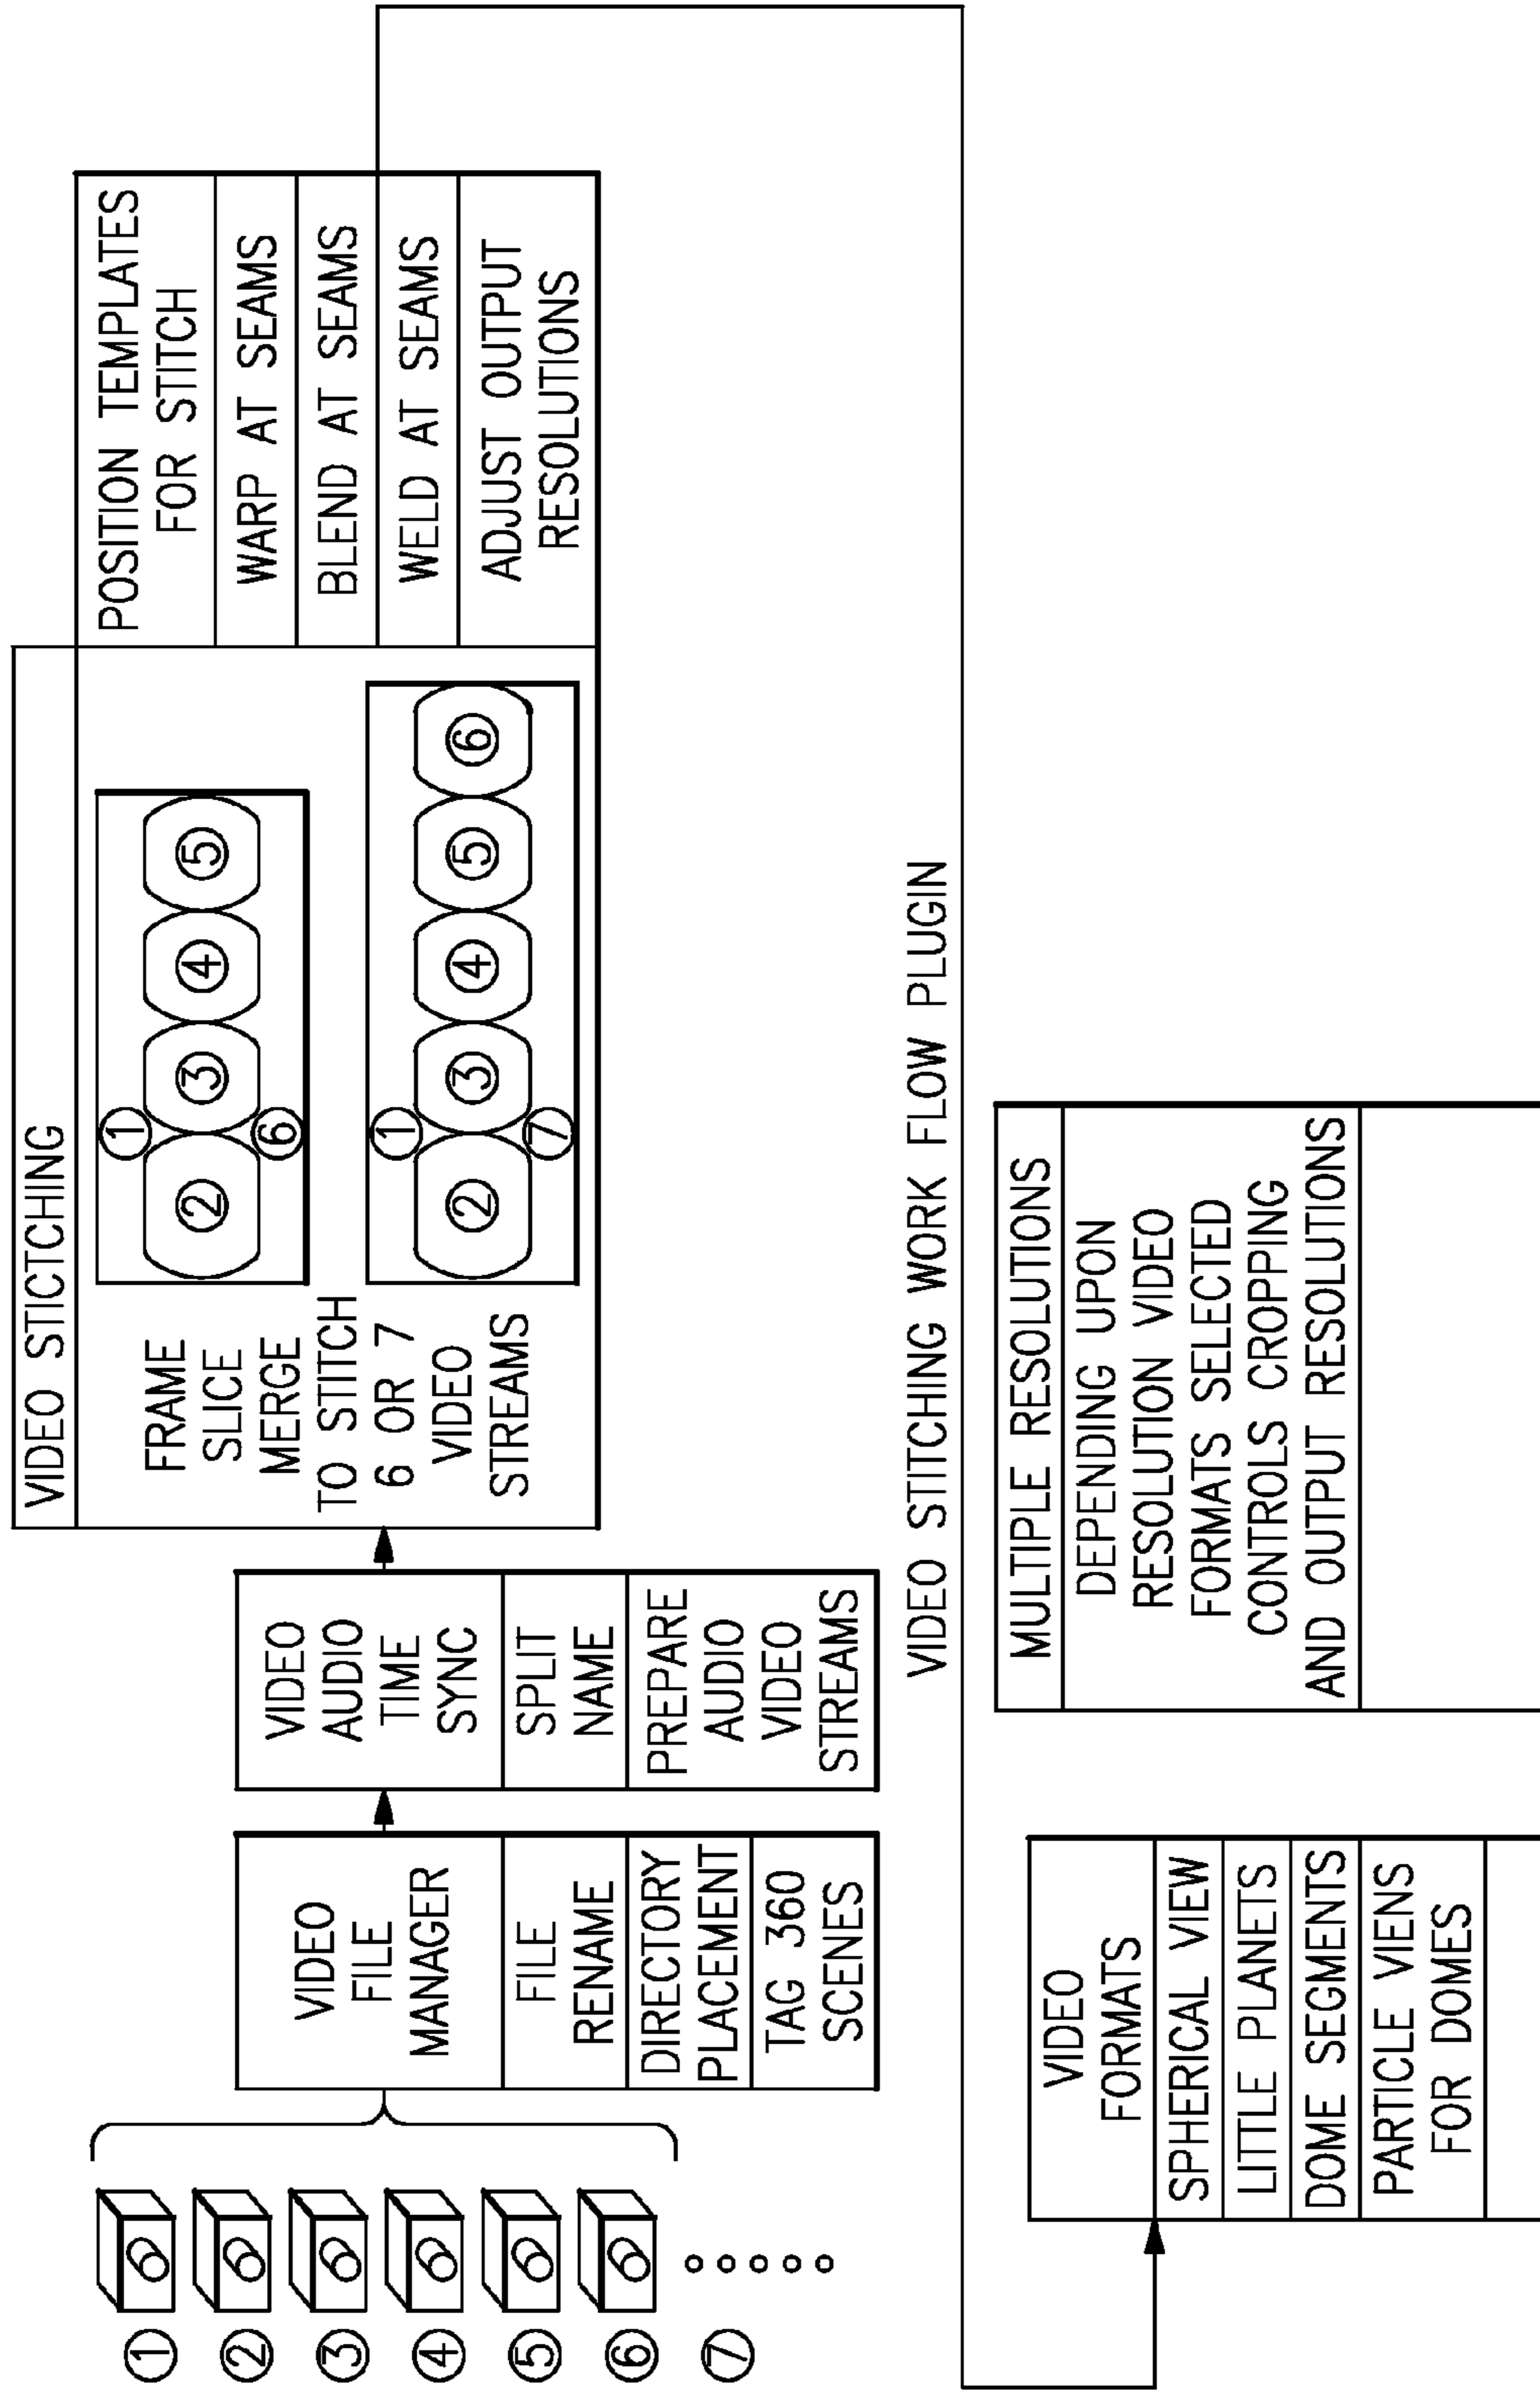 ①
②
③
④
⑤
⑥
⑦
VIDEO
FILE
MANAGER
FILE
RENAME
DIRECTORY
PLACEMENT
TAG 360
SCENES
VIDEO
AUDIO
TIME
SYNC
SPLIT
NAME
PREPARE
AUDIO
VIDEO
STREAMS
VIDEO STICTCHING
FRAME
SLICE
MERGE
TO STITCH
6 OR 7
VIDEO
STREAMS
①
② ③ ④ ⑤
⑥
①
② ③ ④ ⑤ ⑥
⑦
POSITION TEMPLATES
FOR STITCH
WARP AT SEAMS
BLEND AT SEAMS
WELD AT SEAMS
ADJUST OUTPUT
RESOLUTIONS
VIDEO STITCHING WORK FLOW PLUGIN
VIDEO
FORMATS
SPHERICAL VIEW
LITTLE PLANETS
DOME SEGMENTS
PARTICLE VIENS
FOR DOMES
MULTIPLE RESOLUTIONS
DEPENDING UPON
RESOLUTION VIDEO
FORMATS SELECTED
CONTROLS CROPPING
AND OUTPUT RESOLUTIONS